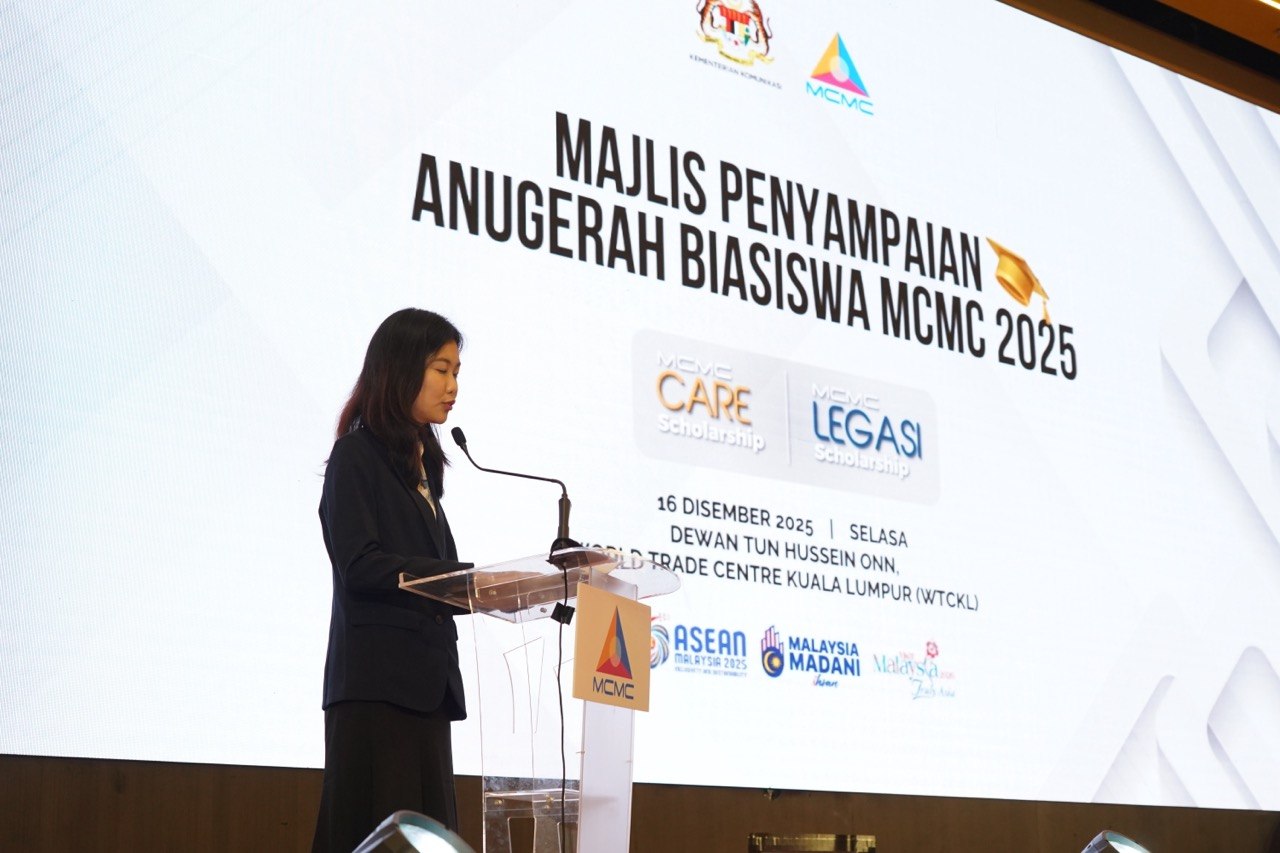 KEMENTERIAN KOMUNIKASI
MCMC
MAJLIS PENYAMPAIAN
ANUGERAH BIASISWA MCMC 2025
MCMC
CARE
Scholarship
MCMC
LEGASI
Scholarship
16 DISEMBER 2025 | SELASA
DEWAN TUN HUSSEIN ONN,
TRADE CENTRE KUALA LUMPUR (WTCKL)
ASEAN
MALAYSIA 2025
MALAYSIA
MADANI
Malaysia
MCMC